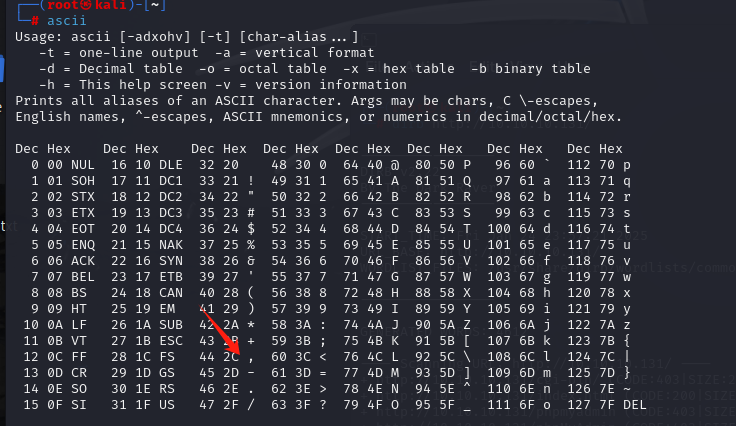 (root㉿kali)-[~]
# ascii
Usage: ascii [-adxohv] [-t] [char-alias...]
   -t = one-line output  -a = vertical format
   -d = Decimal table  -o = octal table  -x = hex table  -b binary table
   -h = This help screen -v = version information
Prints all aliases of an ASCII character. Args may be chars, C \-escapes,
English names, ^-escapes, ASCII mnemonics, or numerics in decimal/octal/hex.

Dec Hex    Dec Hex    Dec Hex  Dec Hex  Dec Hex  Dec Hex   Dec Hex   Dec Hex
  0 00 NUL  16 10 DLE  32 20    48 30 0  64 40 @  80 50 P   96 60 `  112 70 p
  1 01 SOH  17 11 DC1  33 21 !  49 31 1  65 41 A  81 51 Q   97 61 a  113 71 q
  2 02 STX  18 12 DC2  34 22 "  50 32 2  66 42 B  82 52 R   98 62 b  114 72 r
  3 03 ETX  19 13 DC3  35 23 #  51 33 3  67 43 C  83 53 S   99 63 c  115 73 s
  4 04 EOT  20 14 DC4  36 24 $  52 34 4  68 44 D  84 54 T  100 64 d  116 74 t
  5 05 ENQ  21 15 NAK  37 25 %  53 35 5  69 45 E  85 55 U  101 65 e  117 75 u
  6 06 ACK  22 16 SYN  38 26 &  54 36 6  70 46 F  86 56 V  102 66 f  118 76 v
  7 07 BEL  23 17 ETB  39 27 '  55 37 7  71 47 G  87 57 W  103 67 g  119 77 w
  8 08 BS   24 18 CAN  40 28 (  56 38 8  72 48 H  88 58 X  104 68 h  120 78 x
  9 09 HT   25 19 EM   41 29 )  57 39 9  73 49 I  89 59 Y  105 69 i  121 79 y
 10 0A LF   26 1A SUB  42 2A *  58 3A :  74 4A J  90 5A Z  106 6A j  122 7A z
 11 0B VT   27 1B ESC  43 2B +  59 3B ;  75 4B K  91 5B [  107 6B k  123 7B {
 12 0C FF   28 1C FS   44 2C ,  60 3C <  76 4C L  92 5C \  108 6C l  124 7C |
 13 0D CR   29 1D GS   45 2D -  61 3D =  77 4D M  93 5D ]  109 6D m  125 7D }
 14 0E SO   30 1E RS   46 2E .  62 3E >  78 4E N  94 5E ^  110 6E n  126 7E ~
 15 0F SI   31 1F US   47 2F /  63 3F ?  79 4F O  95 5F _  111 6F o  127 7F DEL